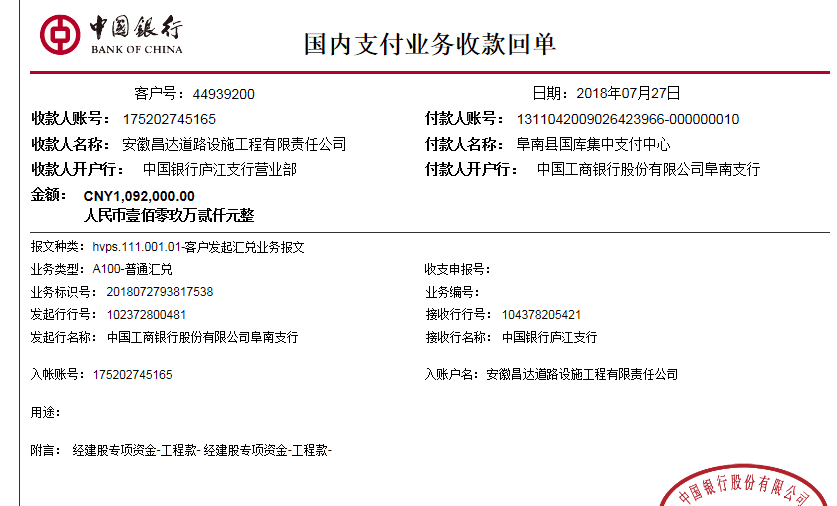 中国银行
BANK OF CHINA
国内支付业务收款回单
客户号：44939200 日期：2018年07月27日
收款人账号：175202745165 付款人账号：1311042009026423966-000000010
收款人名称：安徽昌达道路设施工程有限责任公司 付款人名称：阜南县国库集中支付中心
收款人开户行：中国银行庐江支行营业部 付款人开户行：中国工商银行股份有限公司阜南支行
金额：CNY1,092,000.00
人民币壹佰零玖万贰仟元整
报文种类：hvps.111.001.01-客户发起汇兑业务报文
业务类型：A100-普通汇兑 收支申报号：
业务标识号：2018072793817538 业务编号：
发起行行号：102372800481 接收行行号：104378205421
发起行名称：中国工商银行股份有限公司阜南支行 接收行名称：中国银行庐江支行
入帐账号：175202745165 入账户名：安徽昌达道路设施工程有限责任公司
用途：
附言：经建股专项资金-工程款- 经建股专项资金-工程款-
中国银行股份有限公司